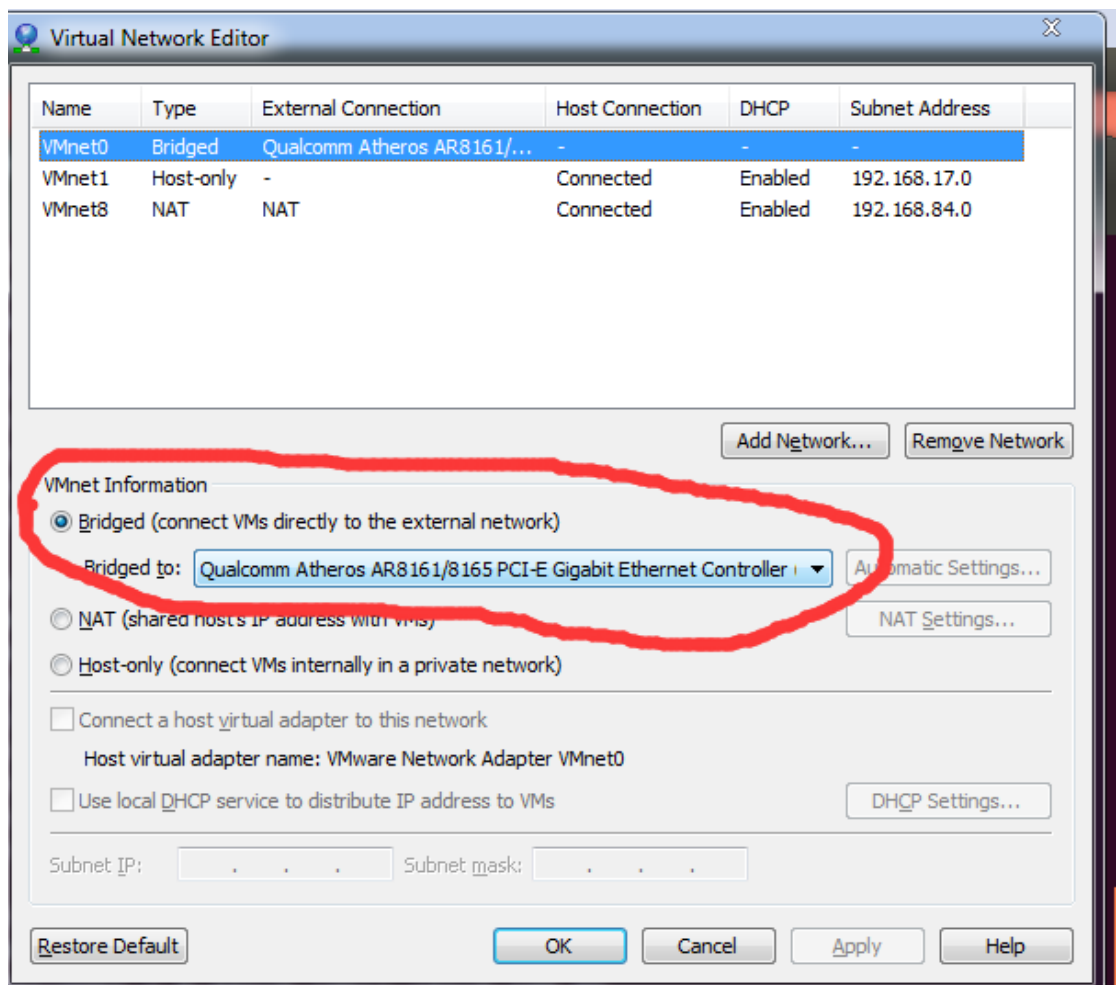 Virtual Network Editor
Name Type External Connection Host Connection DHCP Subnet Address
VMnet0 Bridged Qualcomm Atheros AR8161/... - - -
VMnet1 Host-only - Connected Enabled 192.168.17.0
VMnet8 NAT NAT Connected Enabled 192.168.84.0
Add Network... Remove Network
VMnet Information
Bridged (connect VMs directly to the external network)
Bridged to: Qualcomm Atheros AR8161/8165 PCI-E Gigabit Ethernet Controller ( Automatic Settings...
NAT (shared host's IP address with VMs) NAT Settings...
Host-only (connect VMs internally in a private network)
Connect a host virtual adapter to this network
Host virtual adapter name: VMware Network Adapter VMnet0
Use local DHCP service to distribute IP address to VMs DHCP Settings...
Subnet IP: . . . Subnet mask: . . .
Restore Default OK Cancel Apply Help